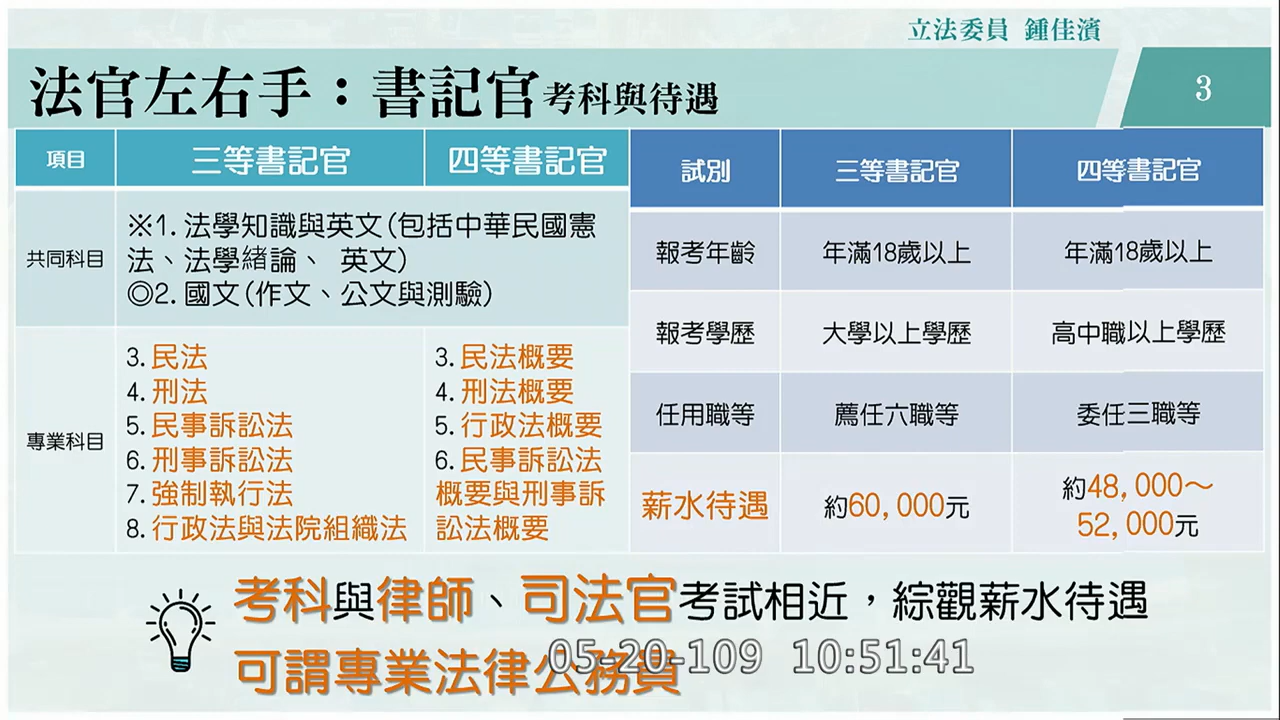 立法委員 鍾佳濱
法官左右手：書記官考科與待遇
3
項目 三等書記官 四等書記官
共同科目
※1. 法學知識與英文(包括中華民國憲
法、法學緒論、 英文)
◎2. 國文(作文、公文與測驗)
專業科目
3. 民法
4. 刑法
5. 民事訴訟法
6. 刑事訴訟法
7. 強制執行法
8. 行政法與法院組織法
3. 民法概要
4. 刑法概要
5. 行政法概要
6. 民事訴訟法
概要與刑事訴
訟法概要
試別 三等書記官 四等書記官
報考年齡 年滿18歲以上 年滿18歲以上
報考學歷 大學以上學歷 高中職以上學歷
任用職等 薦任六職等 委任三職等
薪水待遇 約60,000元 約48,000～
52,000元
考科與律師、司法官考試相近，綜觀薪水待遇
可謂專業法律公務員
05-20-109 10:51:41